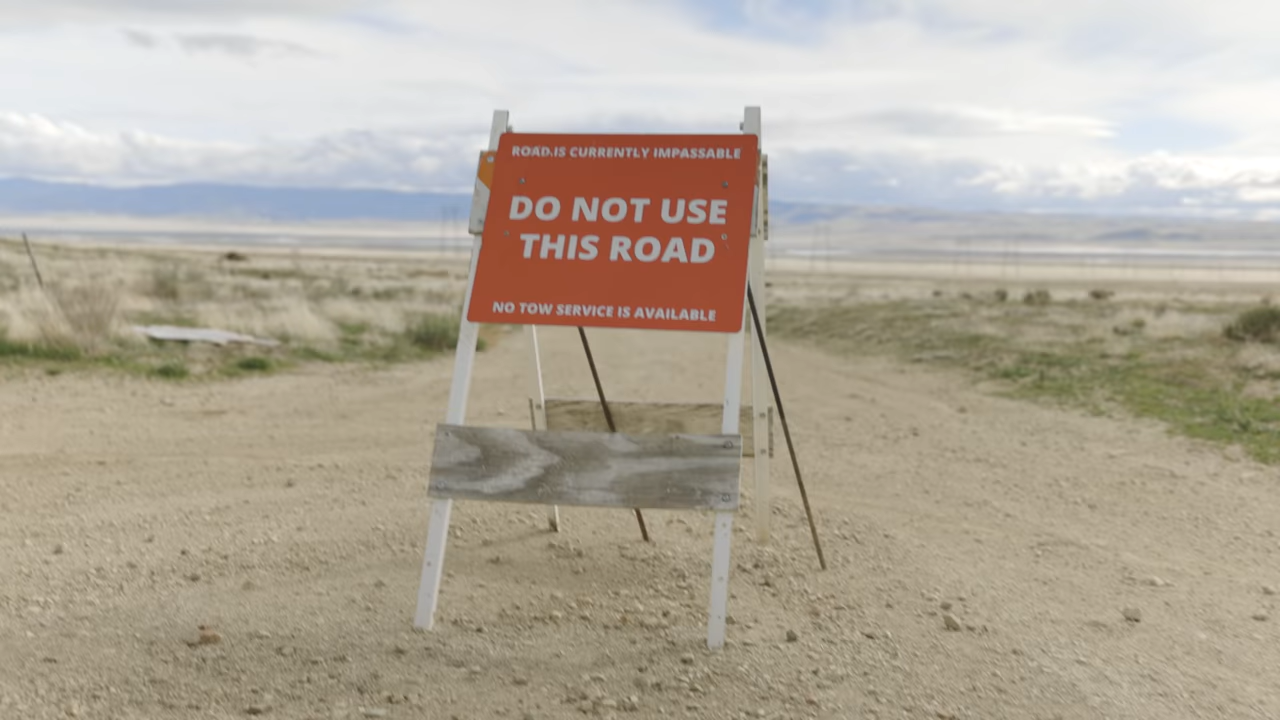 ROAD IS CURRENTLY IMPASSABLE
DO NOT USE
THIS ROAD
NO TOW SERVICE IS AVAILABLE